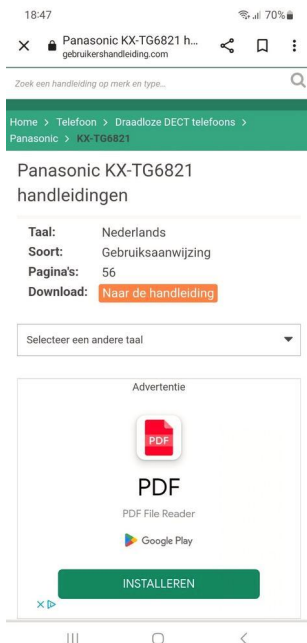 18:47
70%
Panasonic KX-TG6821 h...
gebruikershandleiding.com
Zoek een handleiding op merk en type...
Home > Telefoon > Draadloze DECT telefoons >
Panasonic > KX-TG6821
Panasonic KX-TG6821
handleidingen
Taal: Nederlands
Soort: Gebruiksaanwijzing
Pagina's: 56
Download: Naar de handleiding
Selecteer een andere taal
Advertentie
PDF
PDF
PDF File Reader
Google Play
INSTALLEREN